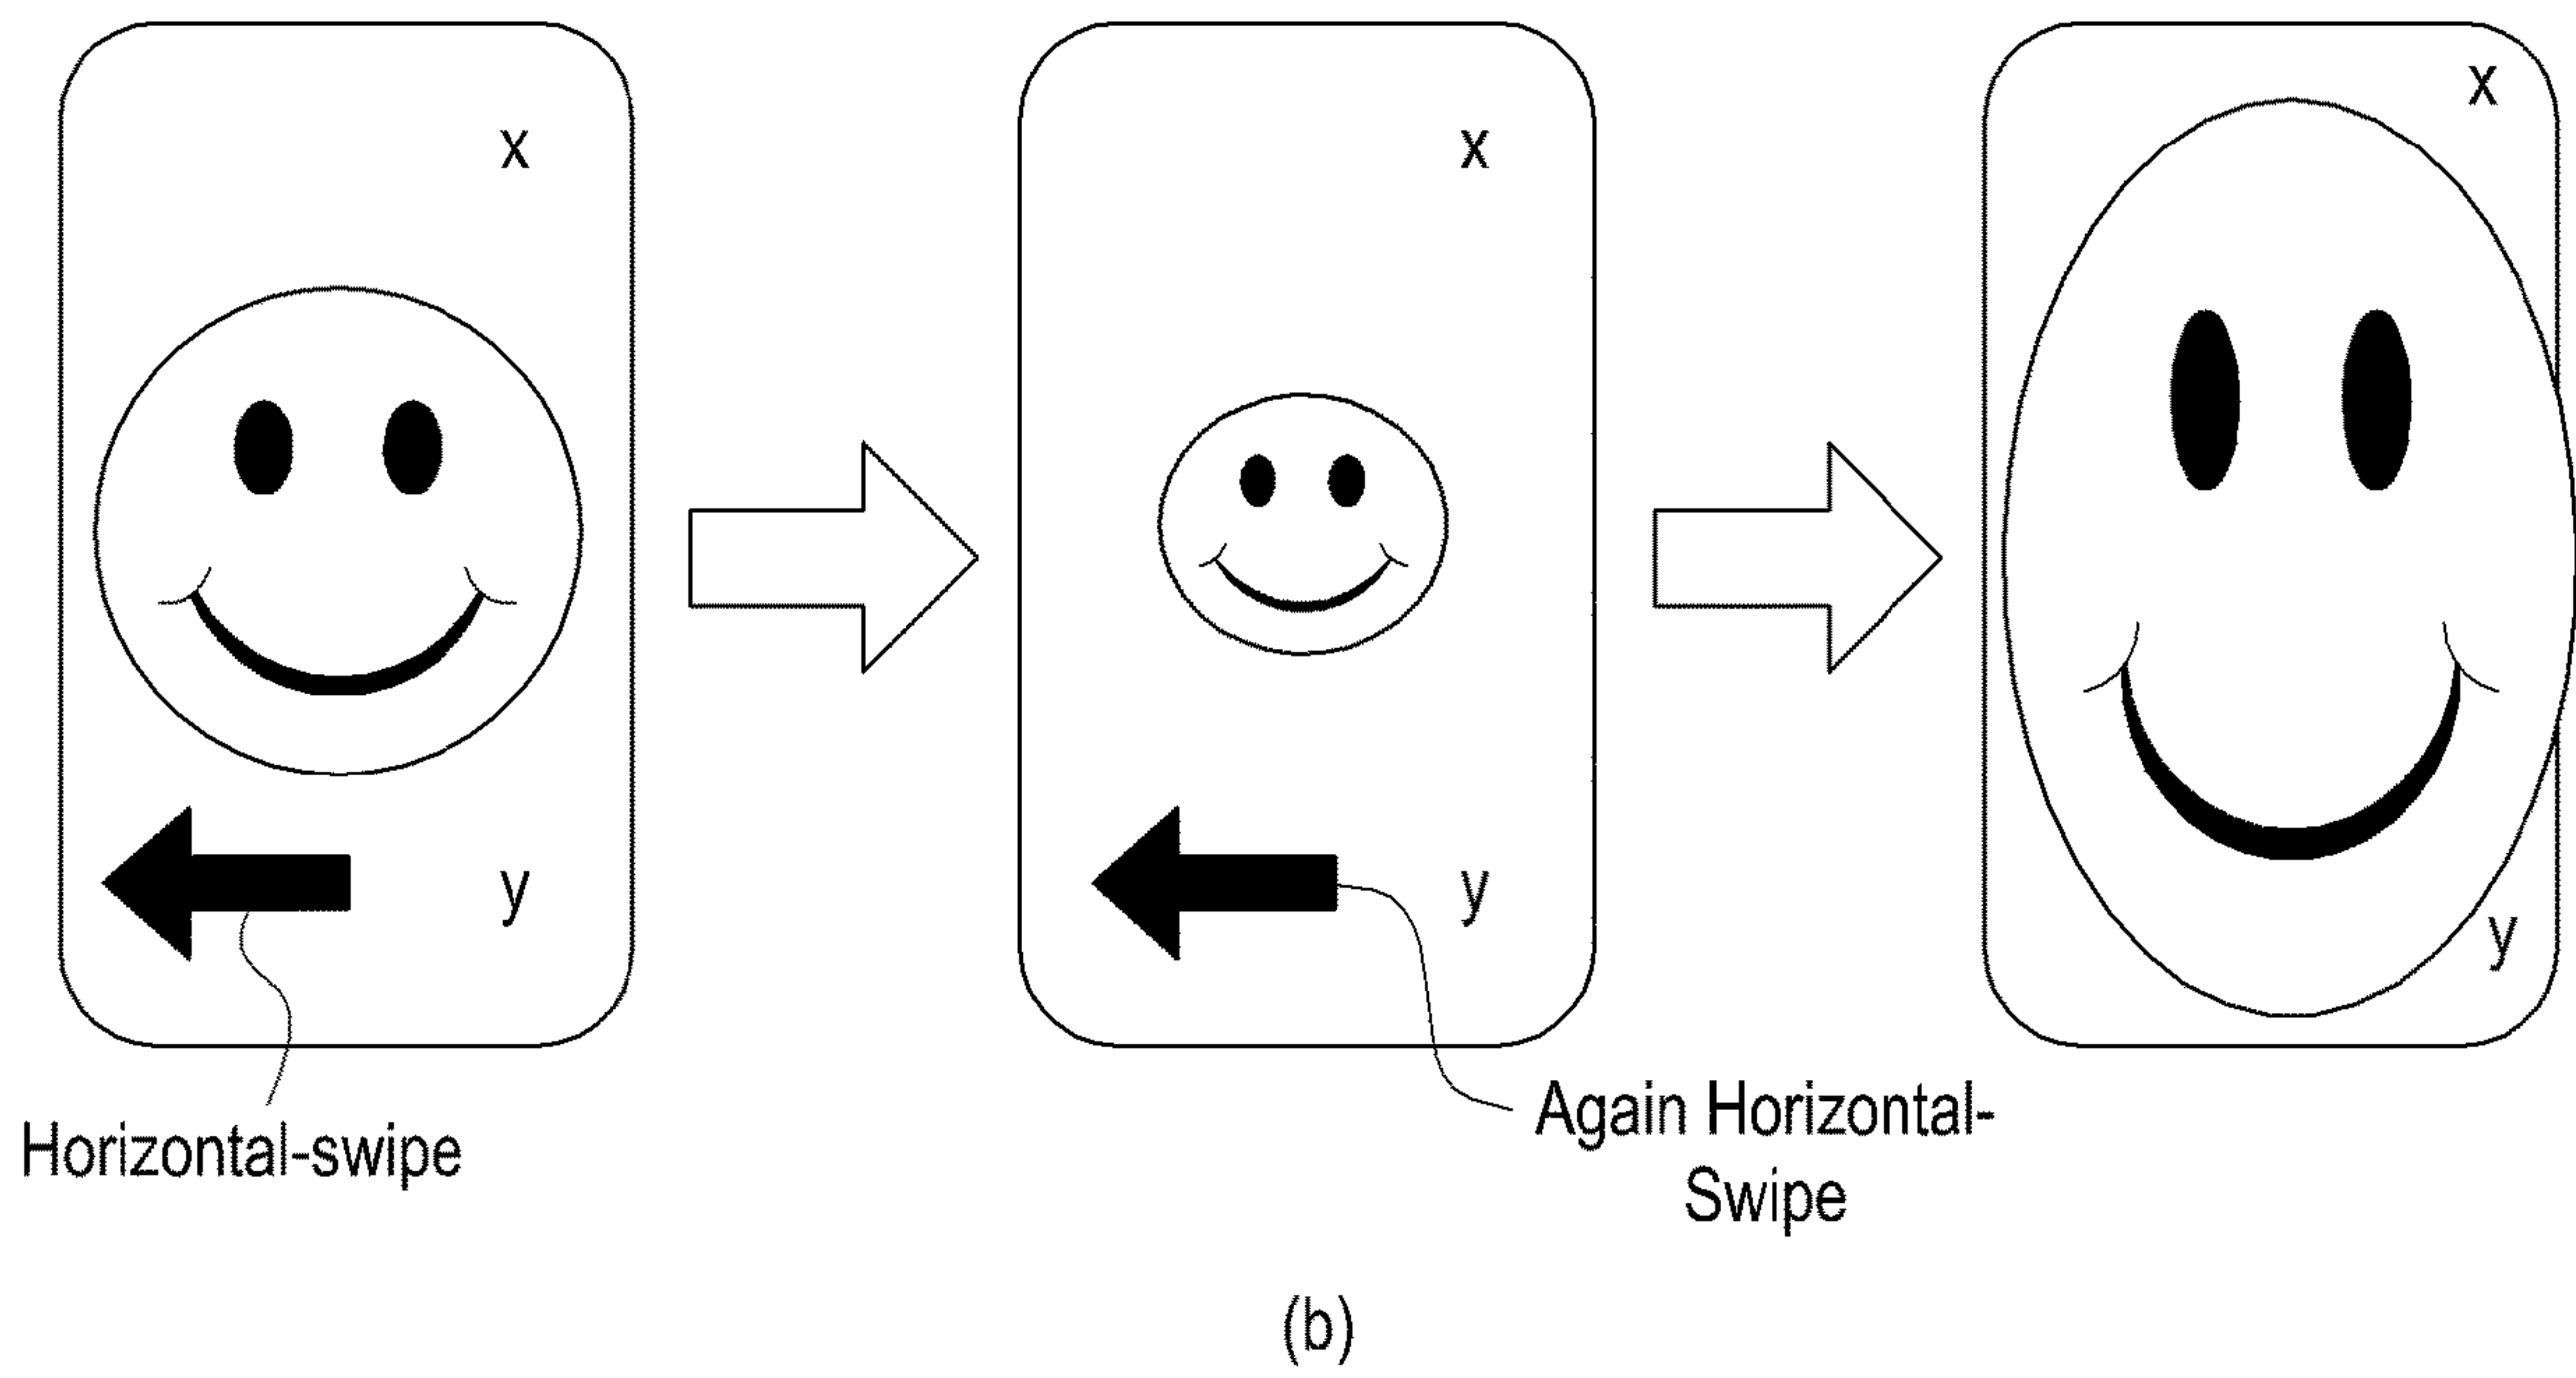 x
x
x
y
y
y
Horizontal-swipe
Again Horizontal-
Swipe
(b)